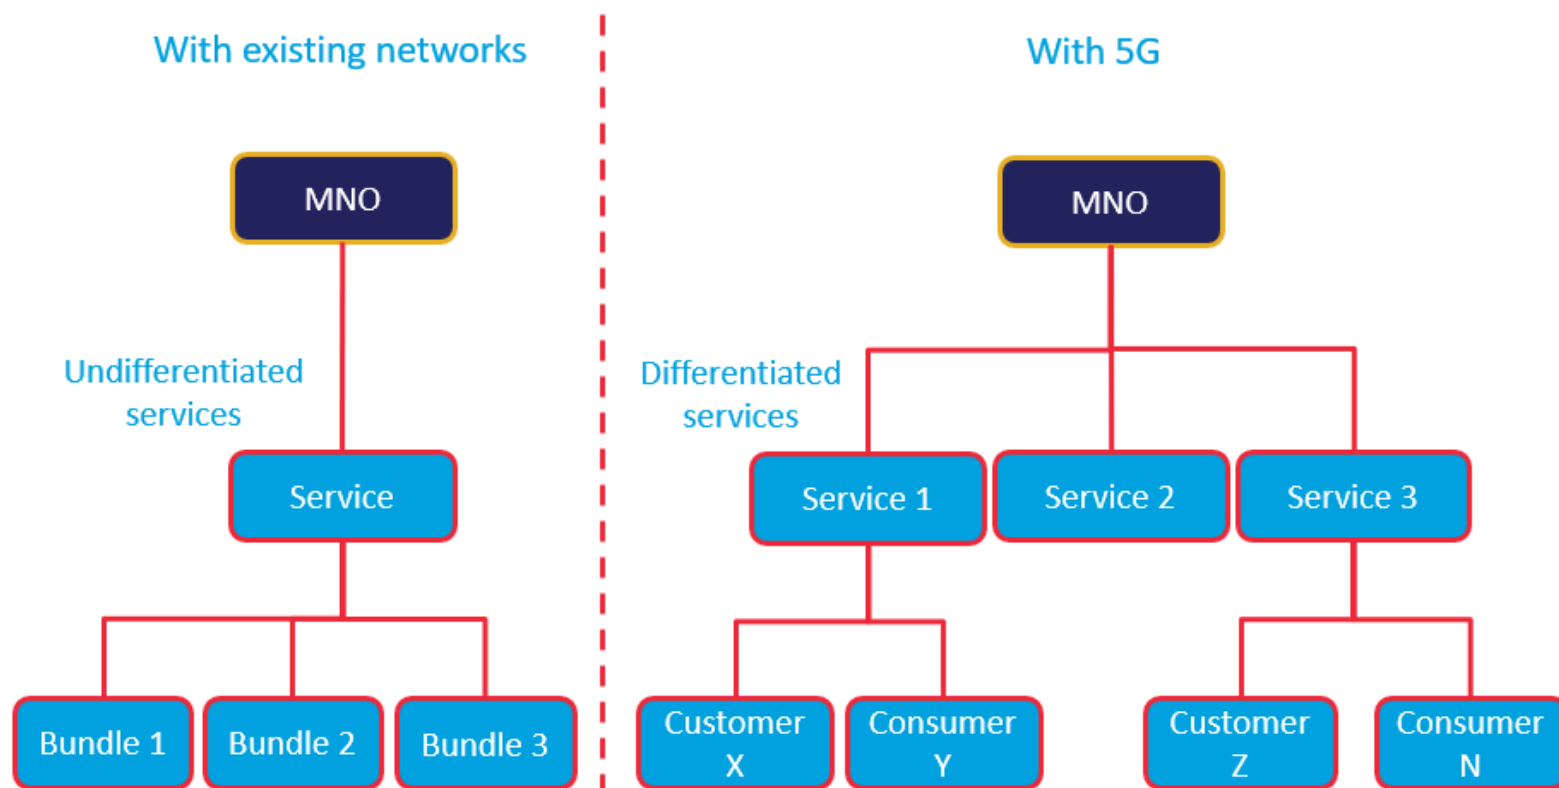 With existing networks
MNO
Undifferentiated
services
Service
Bundle 1
Bundle 2
Bundle 3
With 5G
MNO
Differentiated
services
Service 1
Service 2
Service 3
Customer
X
Consumer
Y
Customer
Z
Consumer
N